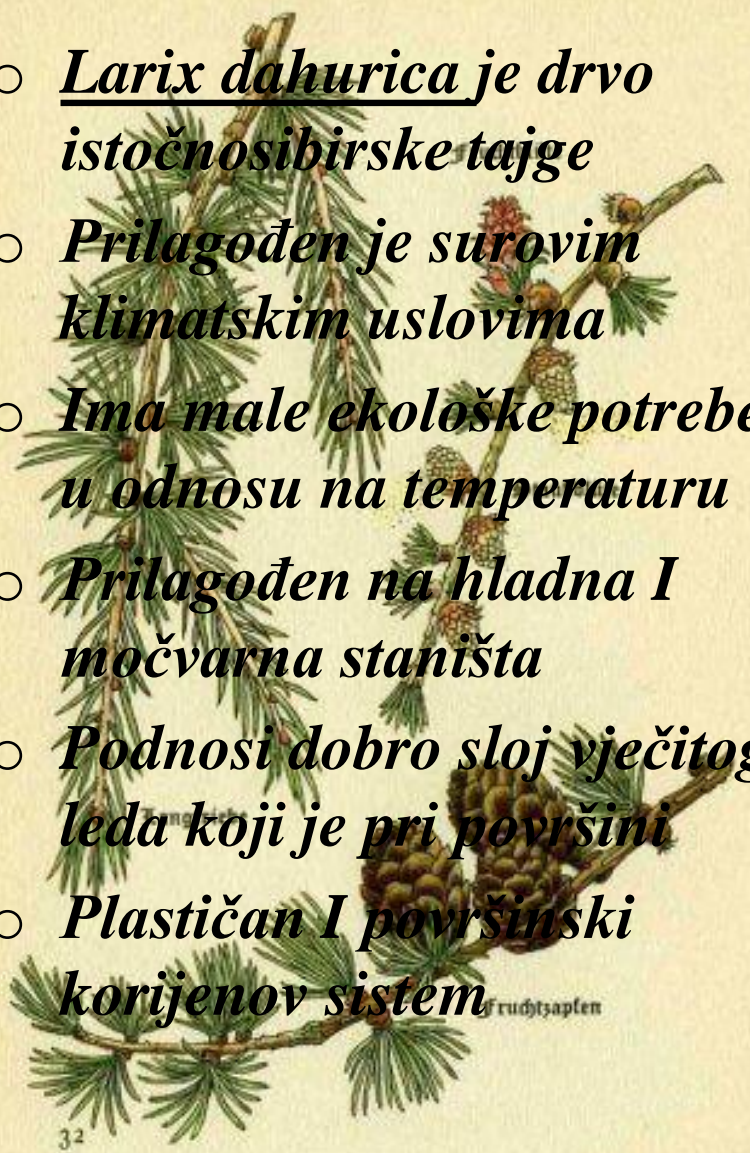 ○ Larix dahurica je drvo
istočnosibirske tajge
○ Prilagođen je surovim
klimatskim uslovima
○ Ima male ekološke potrebe
u odnosu na temperaturu
○ Prilagođen na hladna I
močvarna staništa
○ Podnosi dobro sloj vječitog
leda koji je pri površini
○ Plastičan I površinski
korijenov sistem
Fruchtzapfen
32